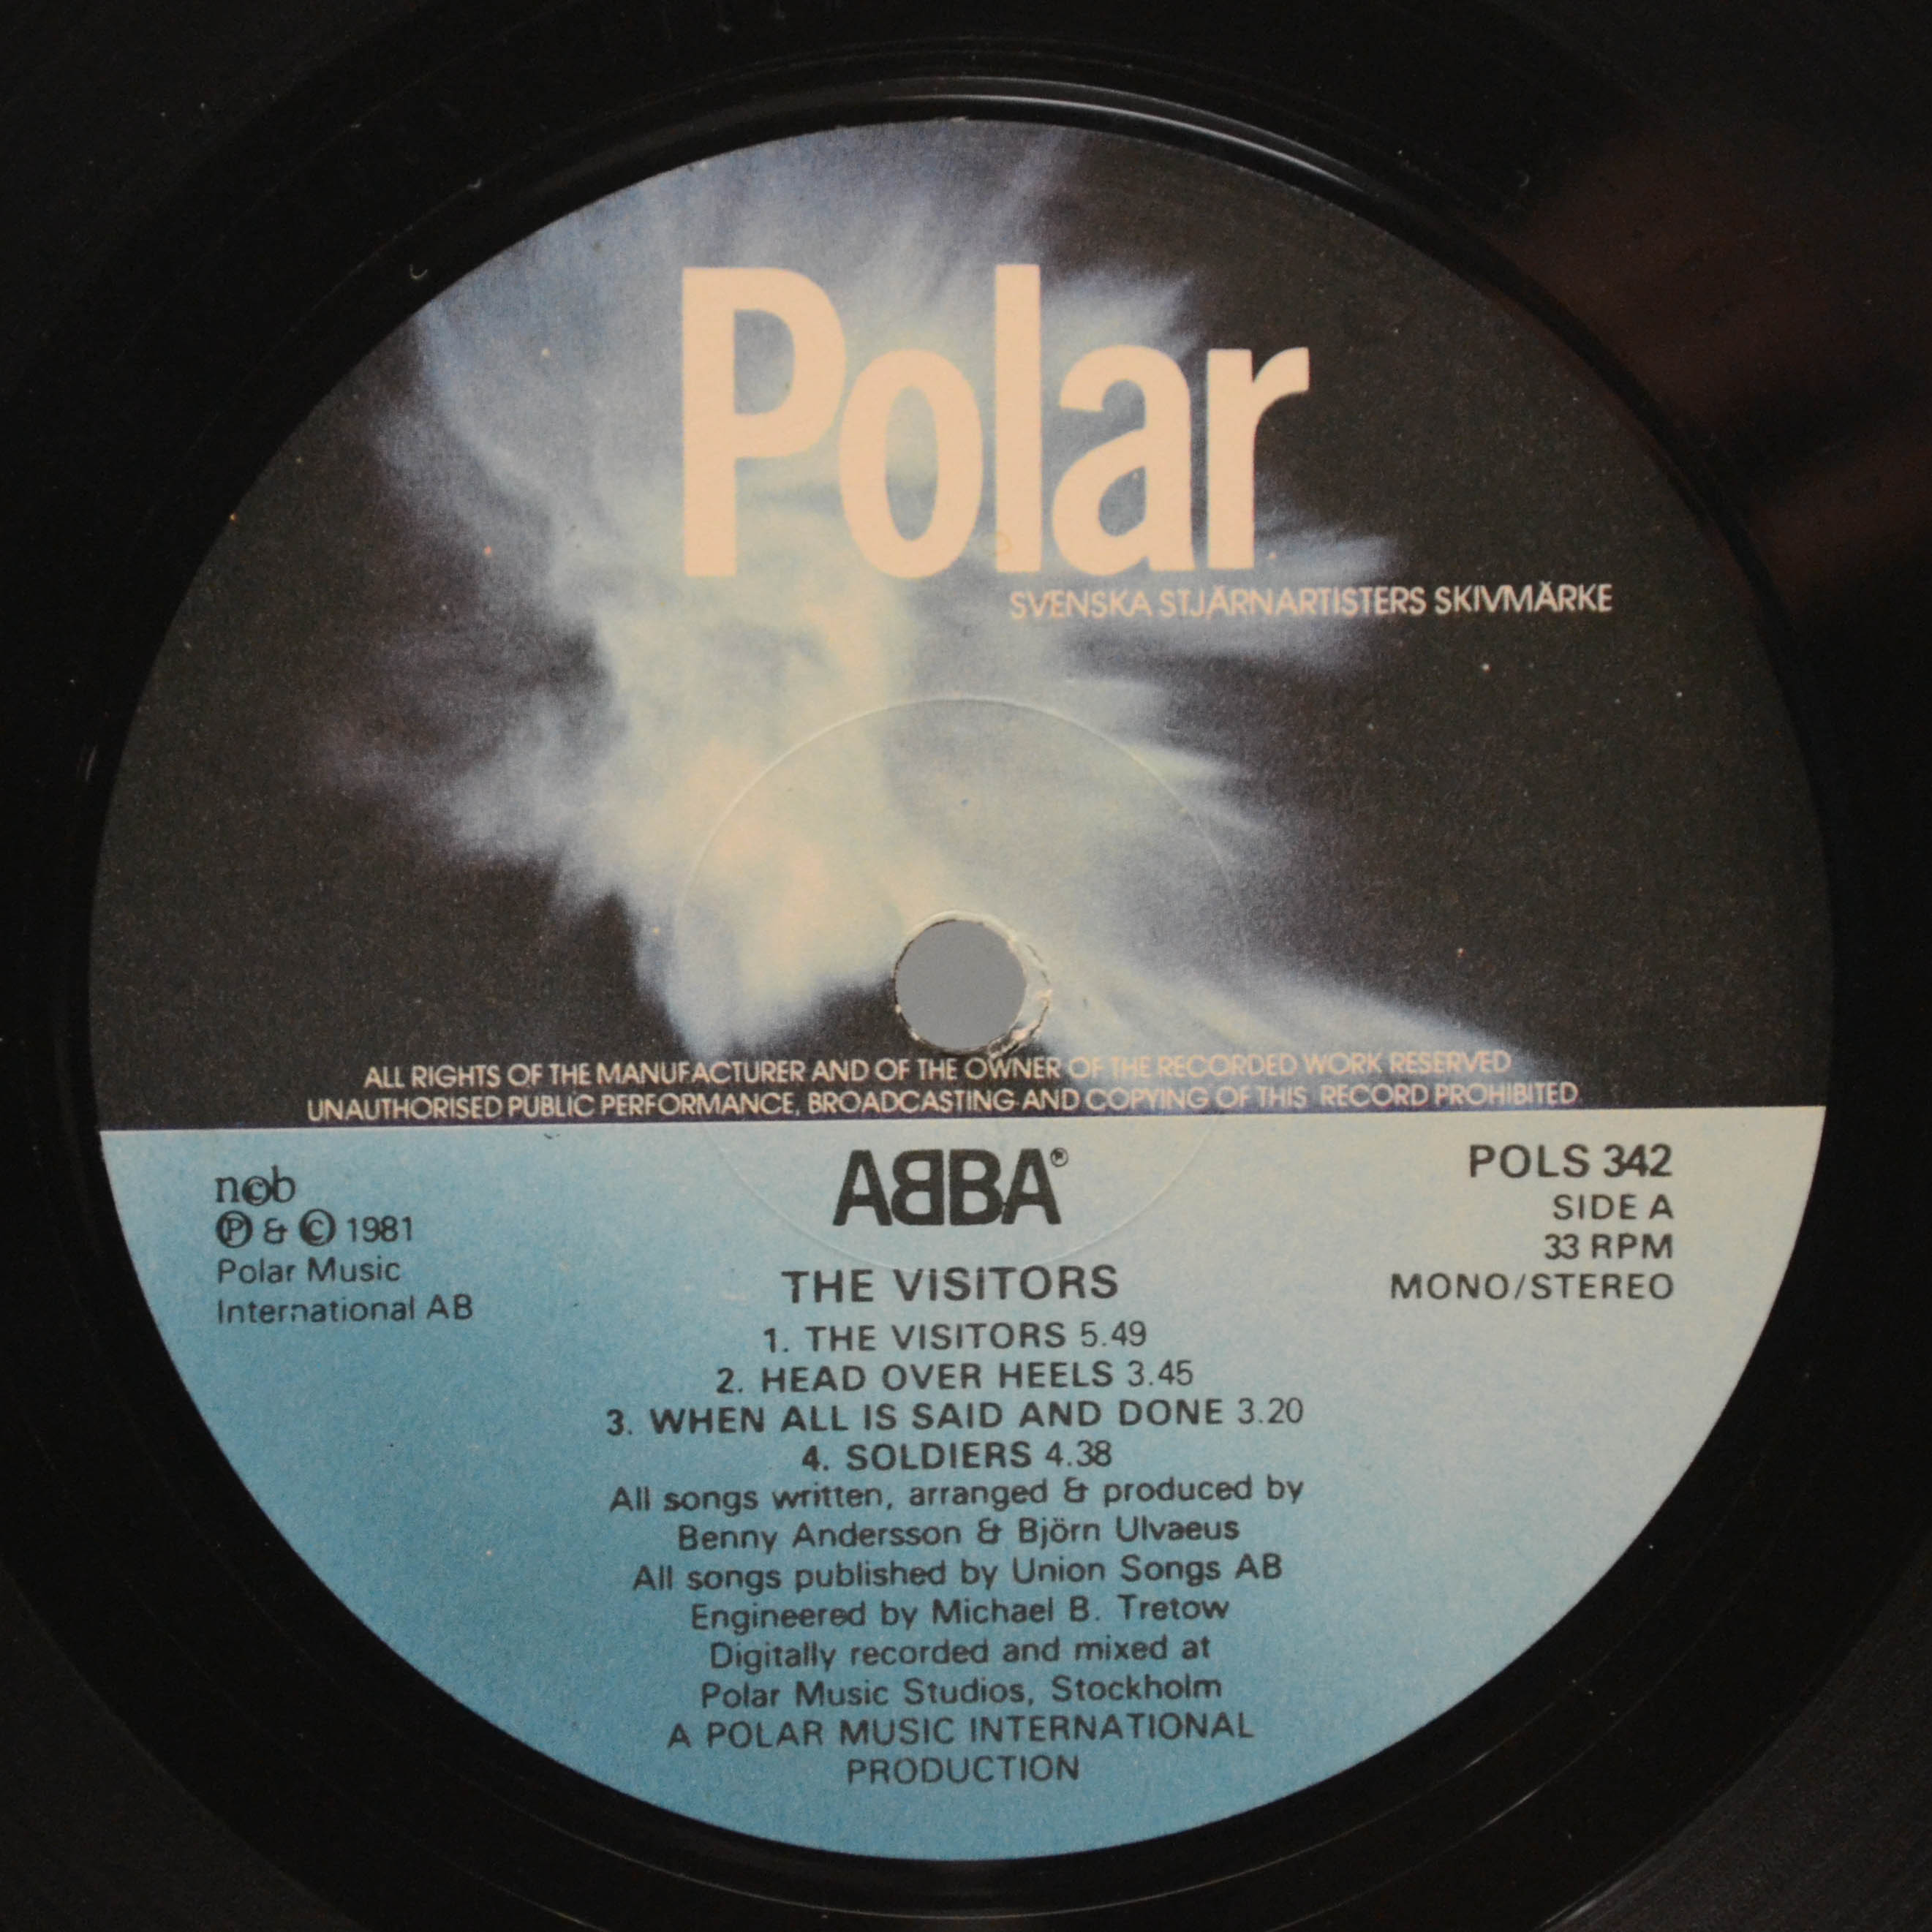 Polar
SVENSKA STJÄRNARTISTERS SKIVMÄRKE
ALL RIGHTS OF THE MANUFACTURER AND OF THE OWNER OF THE RECORDED WORK RESERVED
UNAUTHORISED PUBLIC PERFORMANCE, BROADCASTING AND COPYING OF THIS RECORD PROHIBITED
n©b
℗ & © 1981
Polar Music
International AB
ABBA®
POLS 342
SIDE A
33 RPM
MONO/STEREO
THE VISITORS
1. THE VISITORS 5.49
2. HEAD OVER HEELS 3.45
3. WHEN ALL IS SAID AND DONE 3.20
4. SOLDIERS 4.38
All songs written, arranged & produced by
Benny Andersson & Björn Ulvaeus
All songs published by Union Songs AB
Engineered by Michael B. Tretow
Digitally recorded and mixed at
Polar Music Studios, Stockholm
A POLAR MUSIC INTERNATIONAL
PRODUCTION